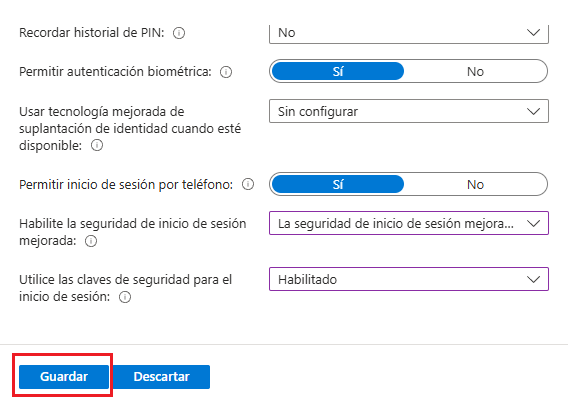 Recordar historial de PIN:
No
Permitir autenticación biométrica:
Sí
No
Usar tecnología mejorada de
suplantación de identidad cuando esté
disponible:
Sin configurar
Permitir inicio de sesión por teléfono:
Sí
No
Habilite la seguridad de inicio de sesión
mejorada:
La seguridad de inicio de sesión mejora...
Utilice las claves de seguridad para el
inicio de sesión:
Habilitado
Guardar
Descartar